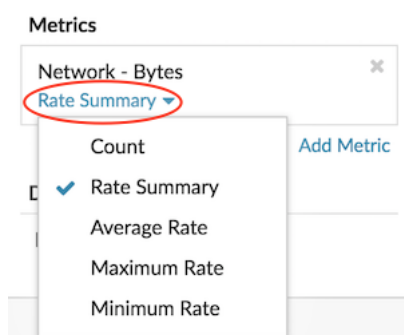 Metrics
Network - Bytes
Rate Summary
Count
Add Metric
Rate Summary
Average Rate
Maximum Rate
Minimum Rate